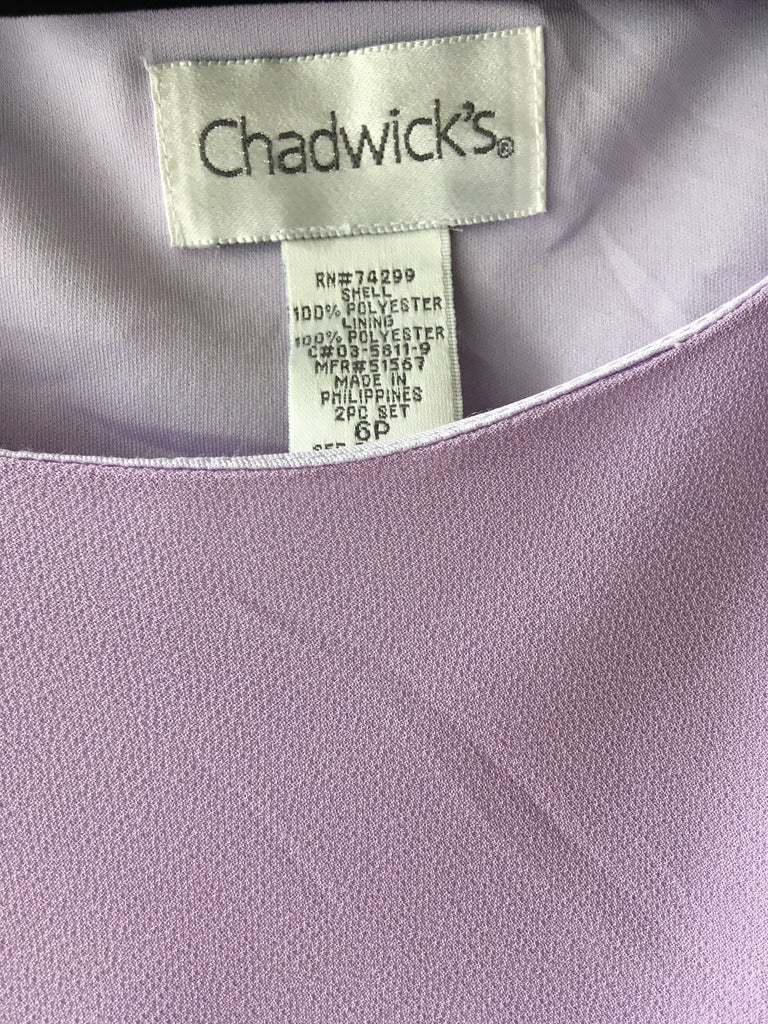 Chadwick's®
RN#74299
SHELL
100% POLYESTER
LINING
100% POLYESTER
C#03-5811-9
MFR#51567
MADE IN
PHILIPPINES
2PC SET
6P